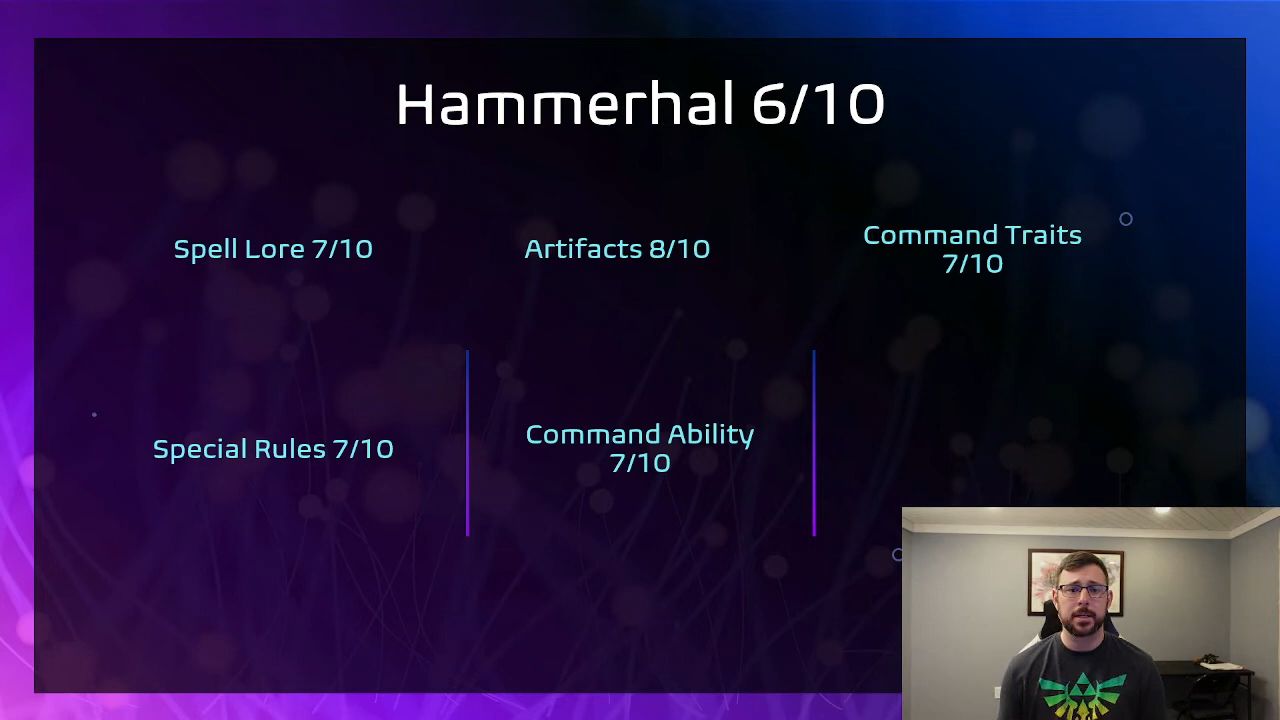 Hammerhal 6/10
Spell Lore 7/10
Artifacts 8/10
Command Traits
7/10
Special Rules 7/10
Command Ability
7/10